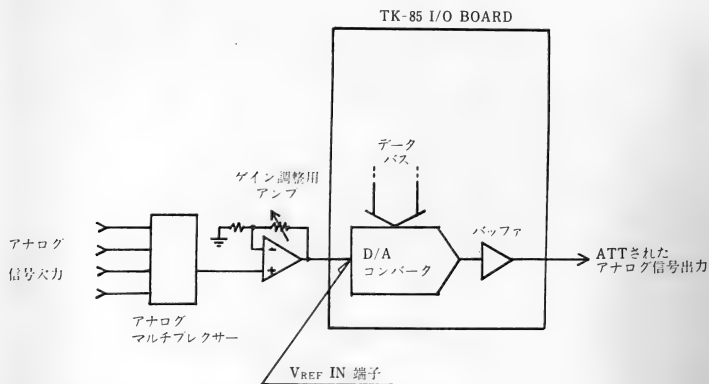 TK-85 I/O BOARD
データ
バス
ゲイン調整用
アンプ
アナログ
信号入力
アナログ
マルチプレクサー
D/A
コンバータ
バッファ
ATTされた
アナログ信号出力
VREF IN 端子